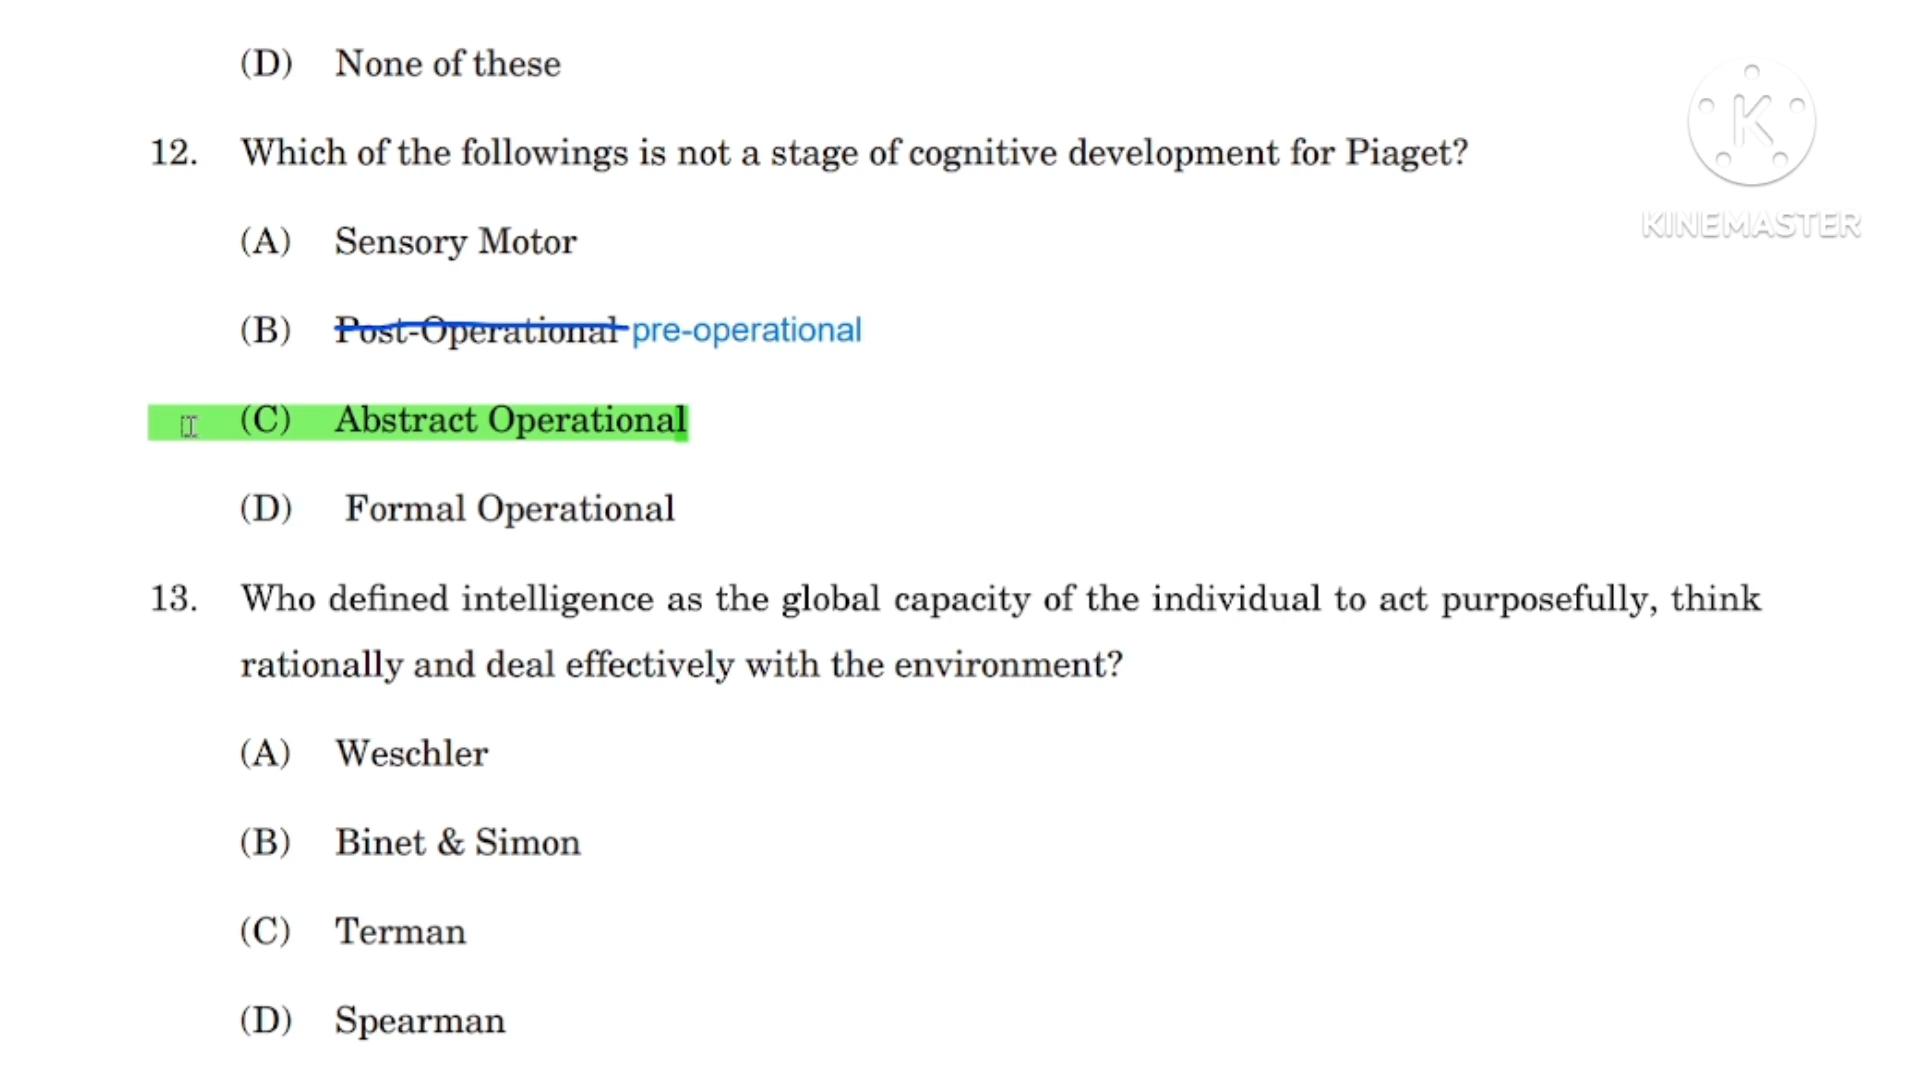 (D) None of these
12. Which of the followings is not a stage of cognitive development for Piaget?
(A) Sensory Motor
(B) Post-Operational pre-operational
(C) Abstract Operational
(D) Formal Operational
13. Who defined intelligence as the global capacity of the individual to act purposefully, think
rationally and deal effectively with the environment?
(A) Weschler
(B) Binet & Simon
(C) Terman
(D) Spearman
K
KINEMASTER